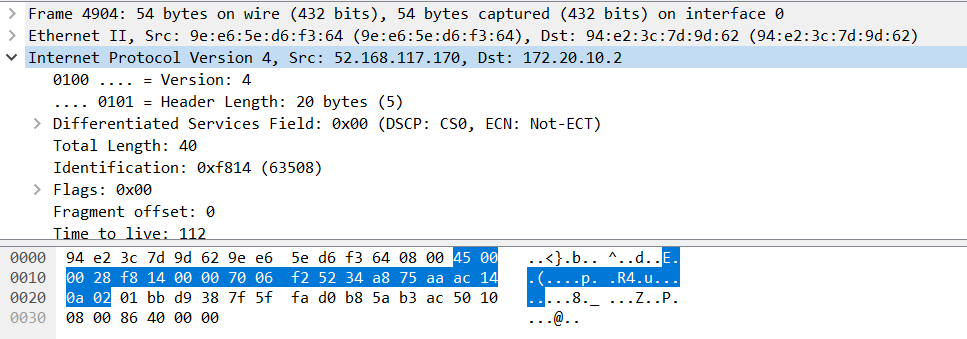 Frame 4904: 54 bytes on wire (432 bits), 54 bytes captured (432 bits) on interface 0
Ethernet II, Src: 9e:e6:5e:d6:f3:64 (9e:e6:5e:d6:f3:64), Dst: 94:e2:3c:7d:9d:62 (94:e2:3c:7d:9d:62)
Internet Protocol Version 4, Src: 52.168.117.170, Dst: 172.20.10.2
0100 .... = Version: 4
.... 0101 = Header Length: 20 bytes (5)
Differentiated Services Field: 0x00 (DSCP: CS0, ECN: Not-ECT)
Total Length: 40
Identification: 0xf814 (63508)
Flags: 0x00
Fragment offset: 0
Time to live: 112
0000 94 e2 3c 7d 9d 62 9e e6 5e d6 f3 64 08 00 45 00 ..<}.b.. ^..d..E.
0010 00 28 f8 14 00 00 70 06 f2 52 34 a8 75 aa ac 14 .(....p. .R4.u...
0020 0a 02 01 bb d9 38 7f 5f fa d0 b8 5a b3 ac 50 10 .....8._ ...Z..P.
0030 08 00 86 40 00 00 ...@..